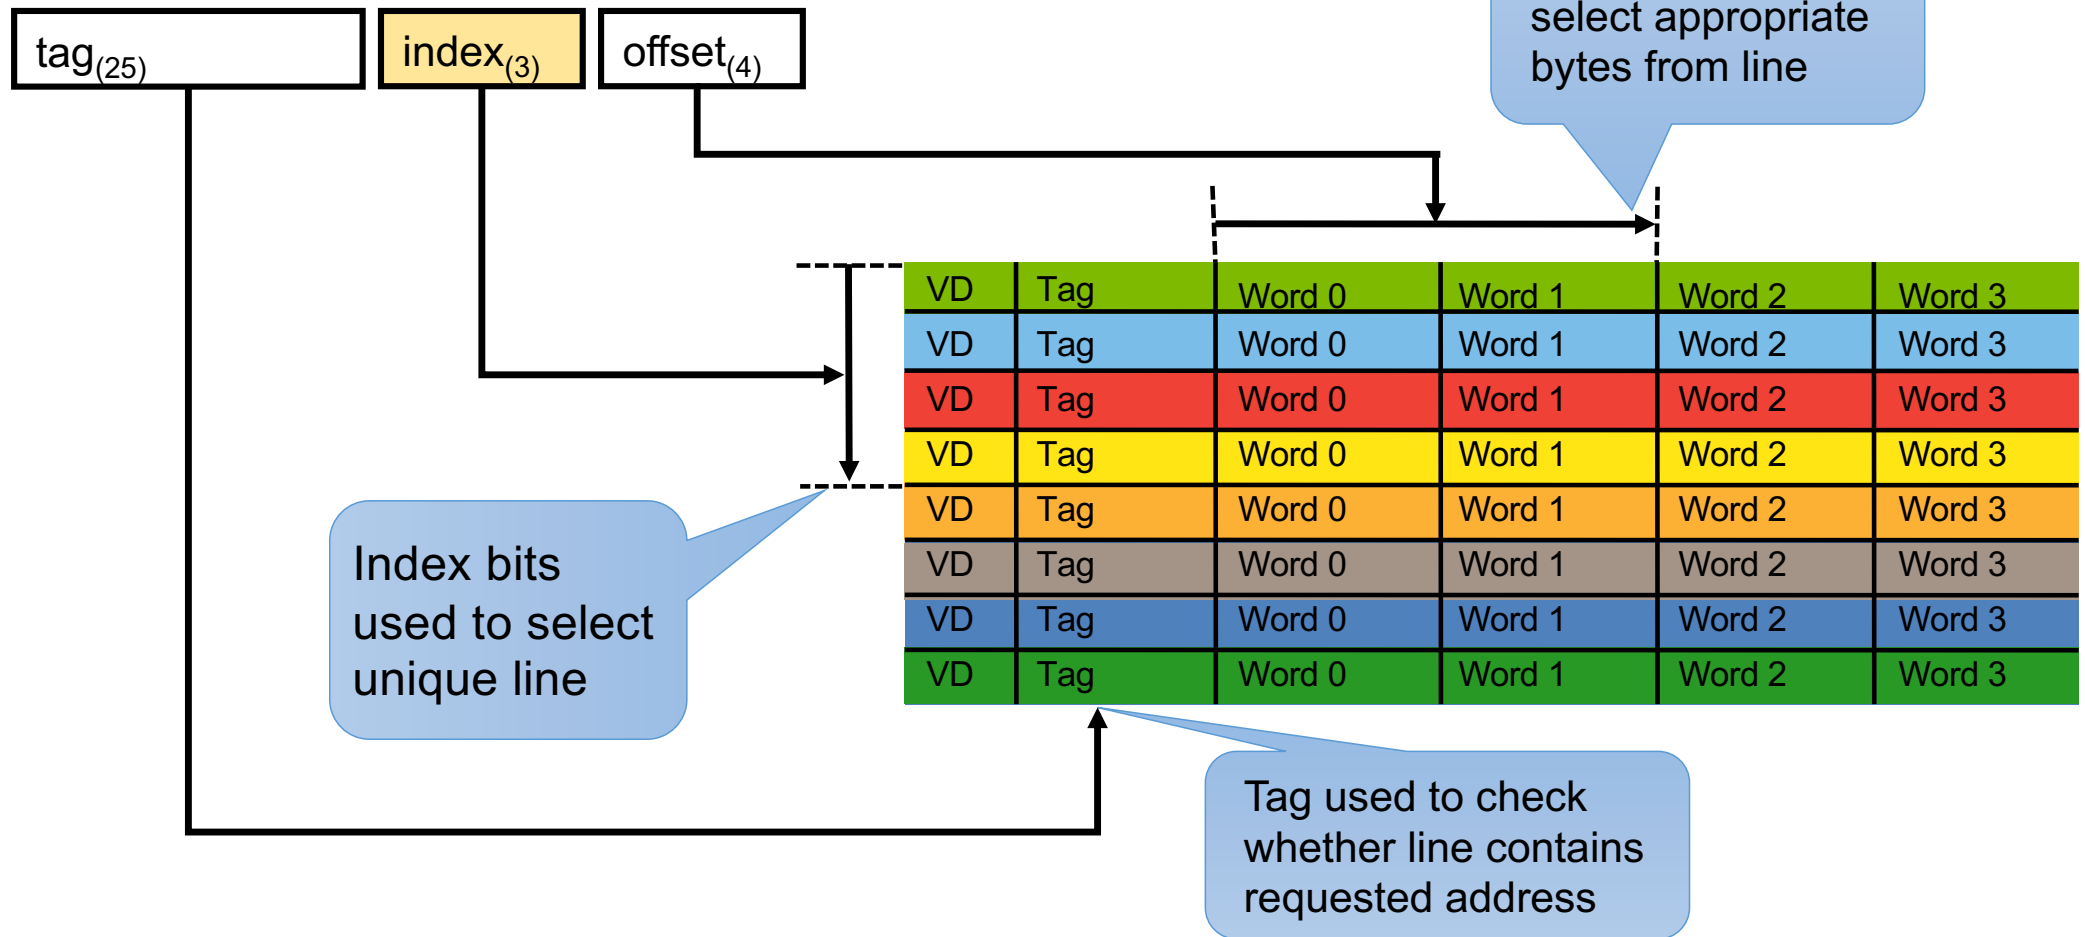 tag(25)
index(3)
offset(4)
select appropriate
bytes from line
VD Tag Word 0 Word 1 Word 2 Word 3
VD Tag Word 0 Word 1 Word 2 Word 3
VD Tag Word 0 Word 1 Word 2 Word 3
VD Tag Word 0 Word 1 Word 2 Word 3
VD Tag Word 0 Word 1 Word 2 Word 3
VD Tag Word 0 Word 1 Word 2 Word 3
VD Tag Word 0 Word 1 Word 2 Word 3
VD Tag Word 0 Word 1 Word 2 Word 3
Index bits
used to select
unique line
Tag used to check
whether line contains
requested address